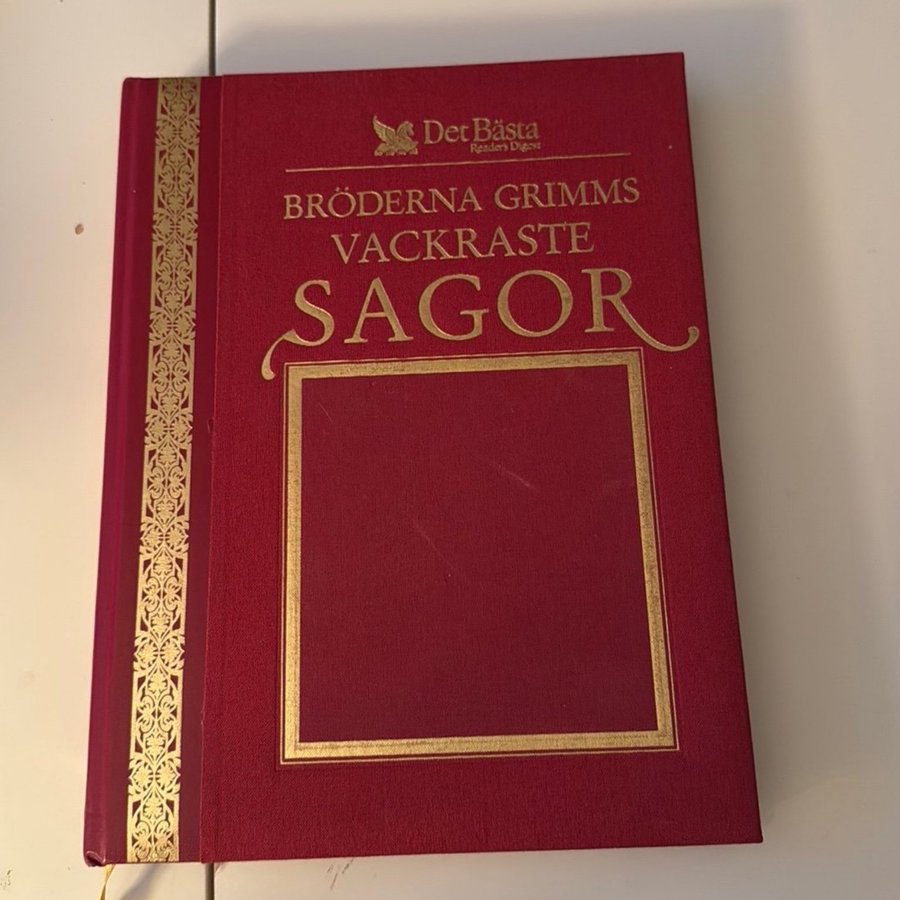 Det Bästa
Reader's Digest
BRÖDERNA GRIMMS
VACKRASTE
SAGOR